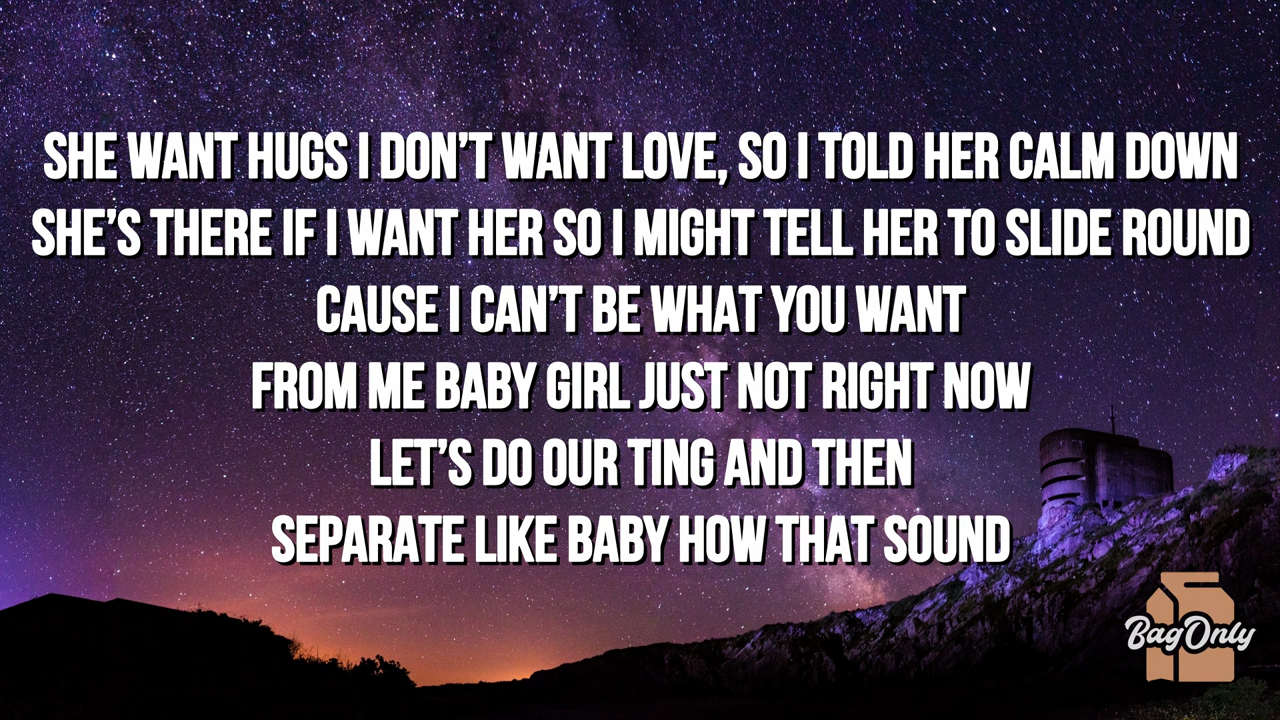 SHE WANT HUGS I DON'T WANT LOVE, SO I TOLD HER CALM DOWN
SHE'S THERE IF I WANT HER SO I MIGHT TELL HER TO SLIDE ROUND
CAUSE I CAN'T BE WHAT YOU WANT
FROM ME BABY GIRL JUST NOT RIGHT NOW
LET'S DO OUR TING AND THEN
SEPARATE LIKE BABY HOW THAT SOUND
BagOnly